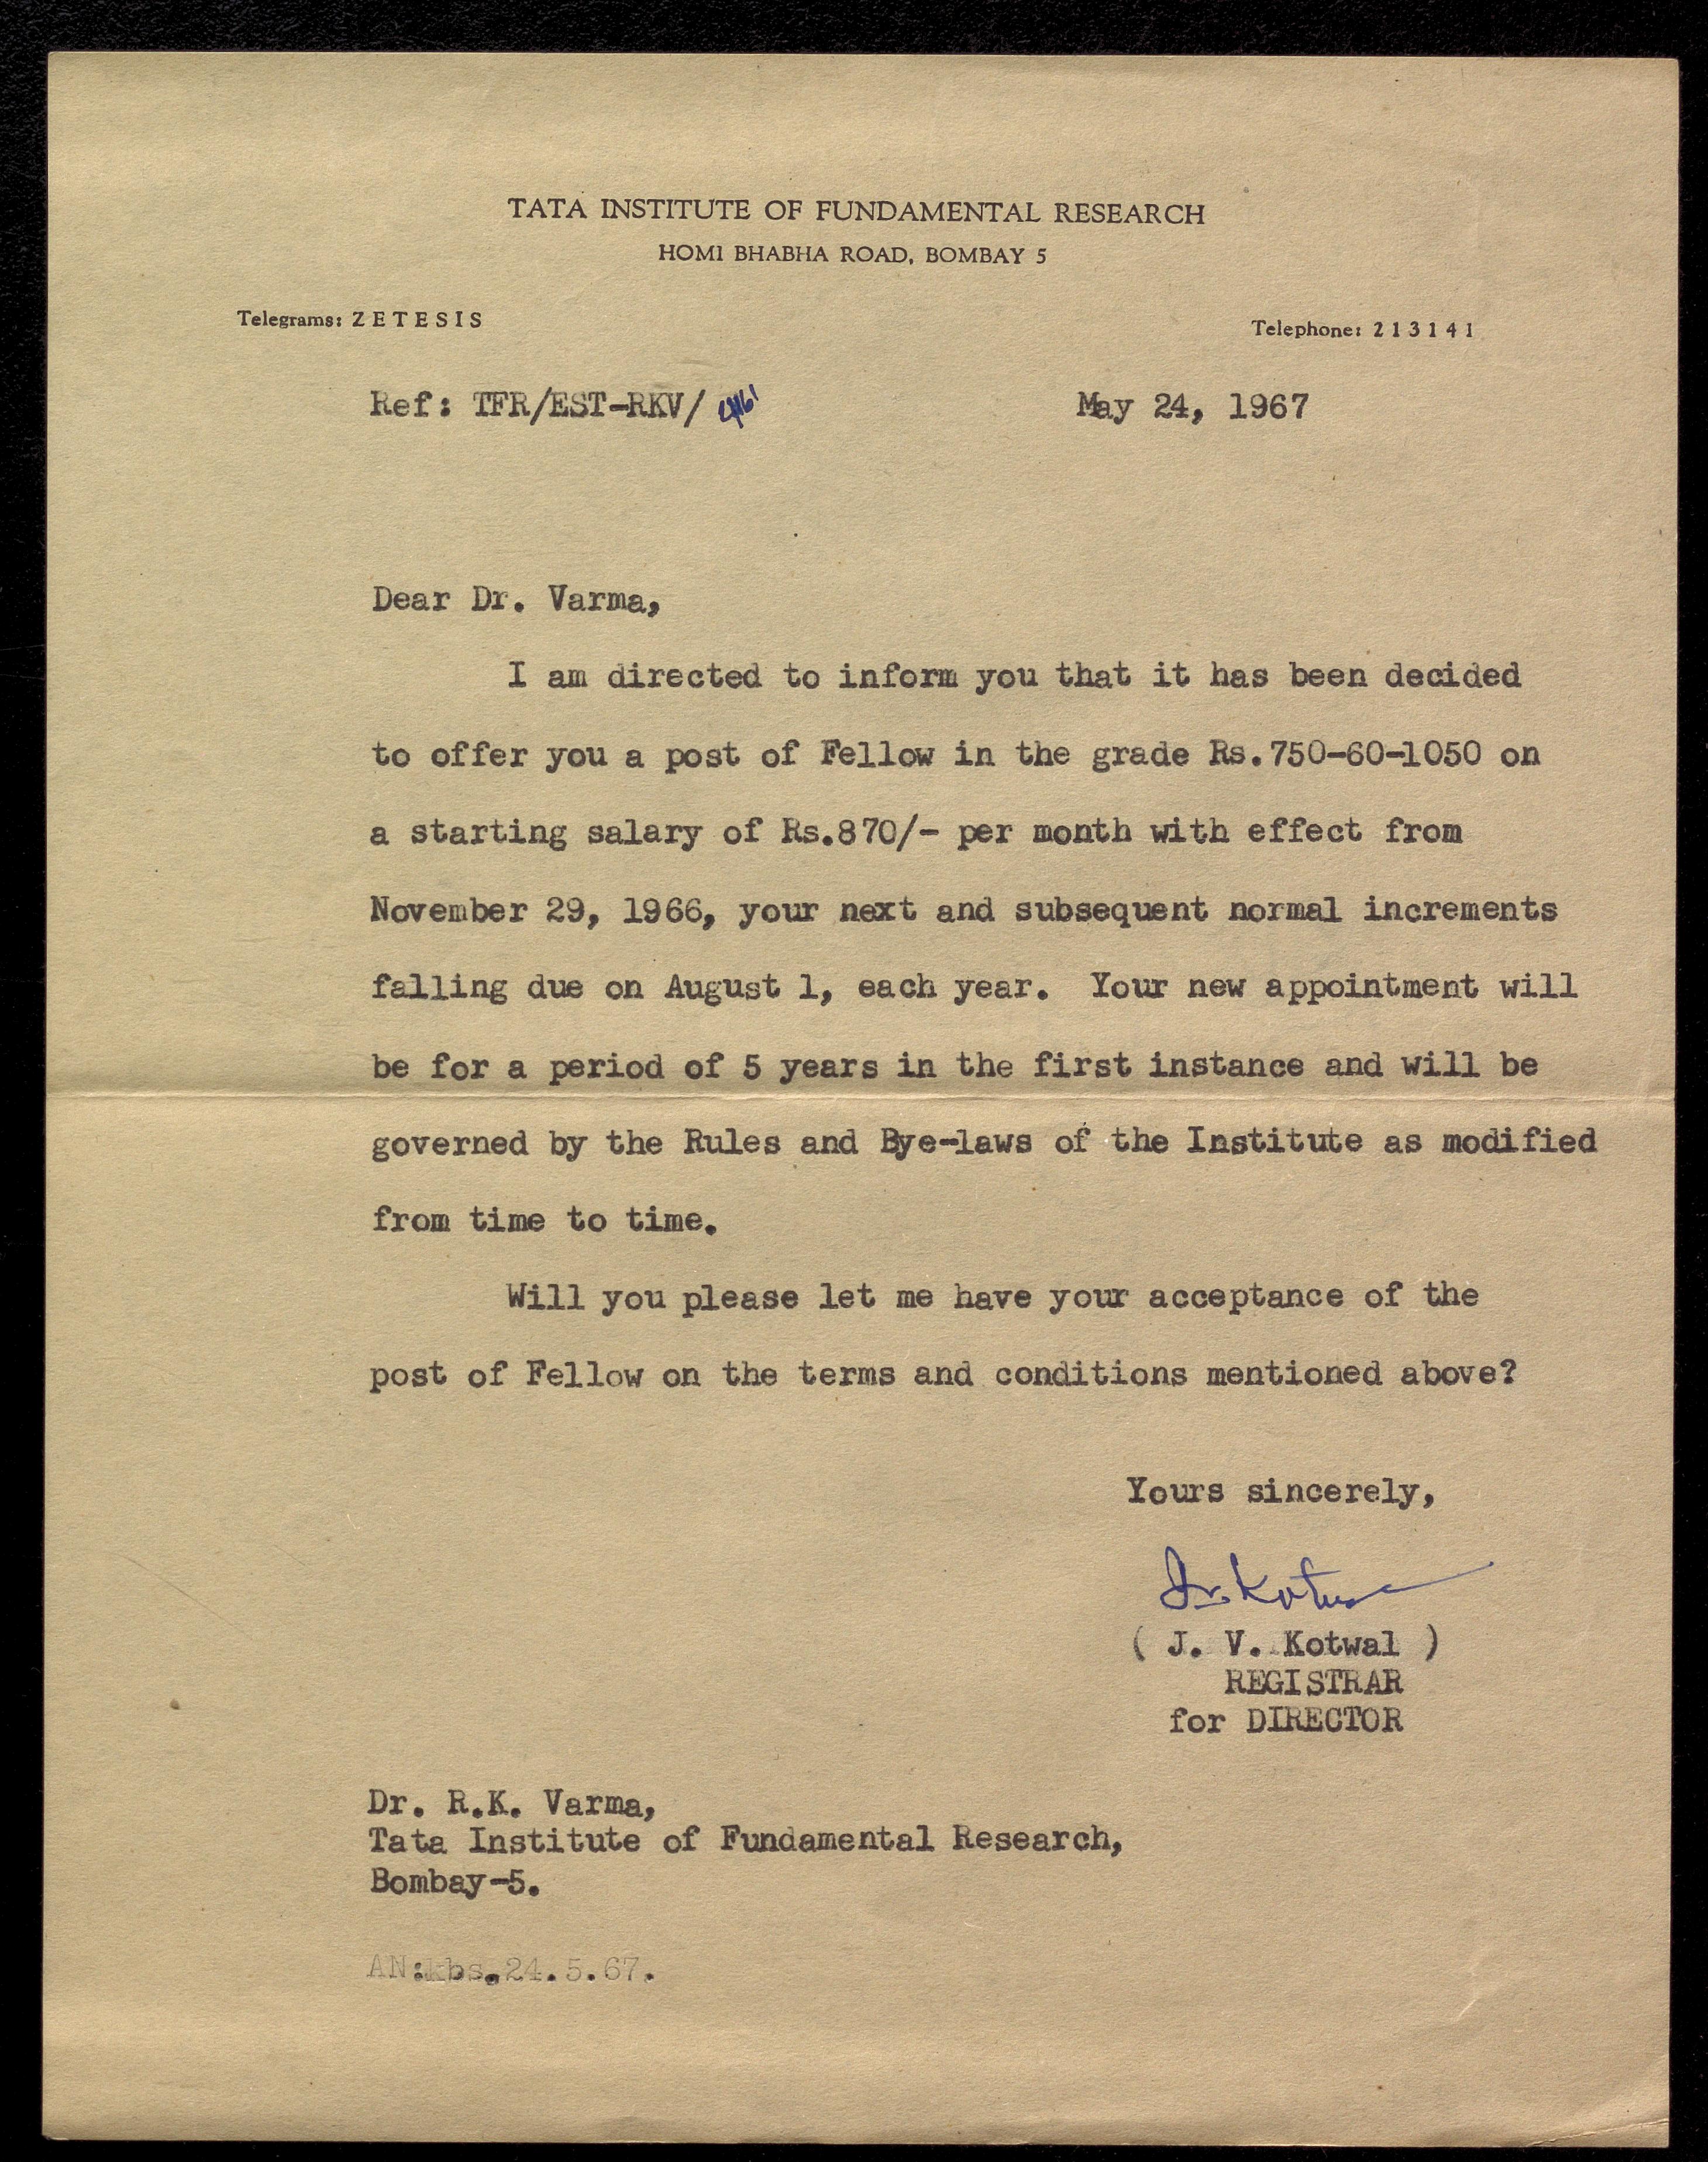 TATA INSTITUTE OF FUNDAMENTAL RESEARCH
HOMI BHABHA ROAD, BOMBAY 5
Telegrams: ZETESIS
Telephone: 213141
Ref: TFR/EST-RKV/
May 24, 1967
Dear Dr. Varma,
I am directed to inform you that it has been decided
to offer you a post of Fellow in the grade Rs.750-60-1050 on
a starting salary of Rs.870/- per month with effect from
November 29, 1966, your next and subsequent normal increments
falling due on August 1, each year. Your new appointment will
be for a period of 5 years in the first instance and will be
governed by the Rules and Bye-laws of the Institute as modified
from time to time.
Will you please let me have your acceptance of the
post of Fellow on the terms and conditions mentioned above?
Yours sincerely,
( J. V. Kotwal )
REGISTRAR
for DIRECTOR
Dr. R.K. Varma,
Tata Institute of Fundamental Research,
Bombay-5.
AN:kbs.24.5.67.